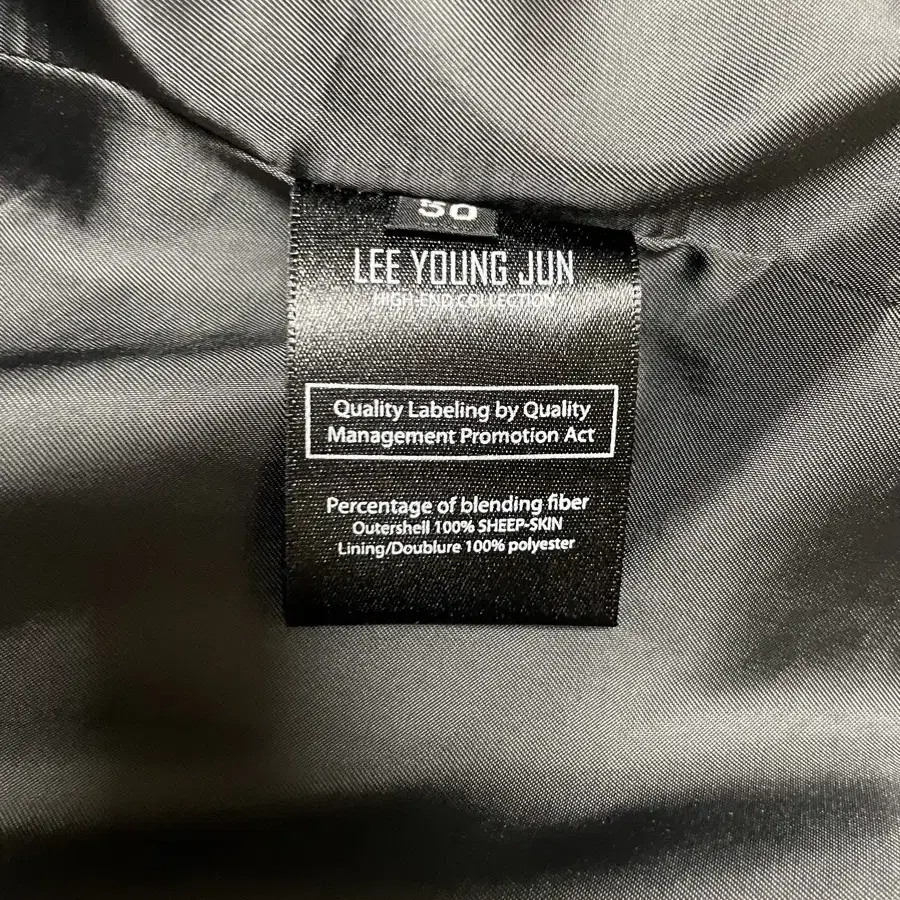 50
LEE YOUNG JUN
HIGH-END COLLECTION
Quality Labeling by Quality
Management Promotion Act
Percentage of blending fiber
Outershell 100% SHEEP-SKIN
Lining/Doublure 100% polyester